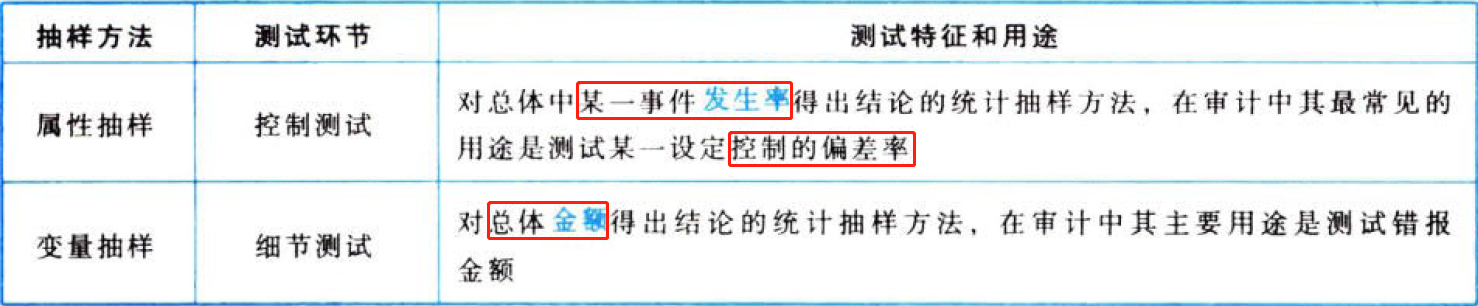 抽样方法 测试环节 测试特征和用途
对总体中某一事件发生率得出结论的统计抽样方法，在审计中其最常见的
属性抽样 控制测试
用途是测试某一设定控制的偏差率
对总体金额得出结论的统计抽样方法，在审计中其主要用途是测试错报
变量抽样 细节测试
金额